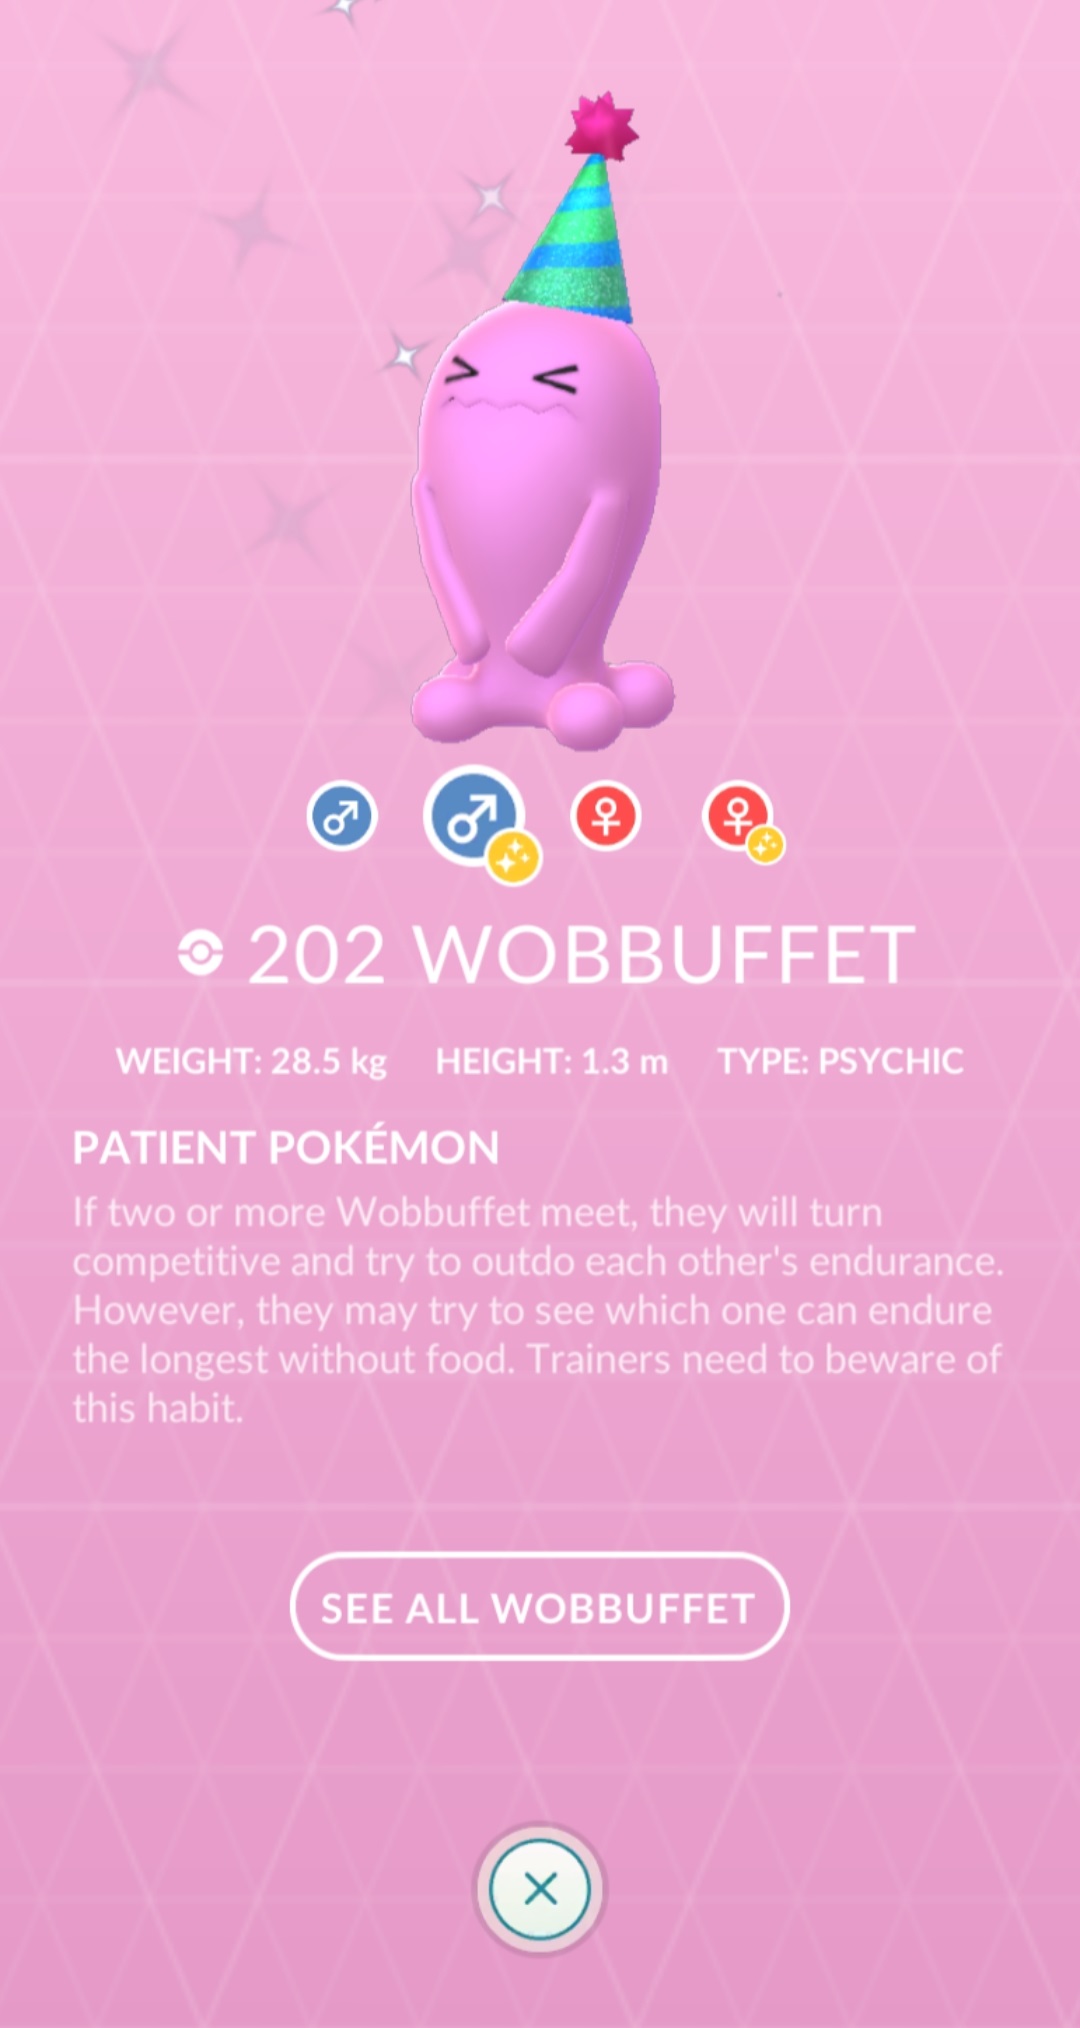 202 WOBBUFFET
WEIGHT: 28.5 kg HEIGHT: 1.3 m TYPE: PSYCHIC
PATIENT POKÉMON
If two or more Wobbuffet meet, they will turn
competitive and try to outdo each other's endurance.
However, they may try to see which one can endure
the longest without food. Trainers need to beware of
this habit.
SEE ALL WOBBUFFET